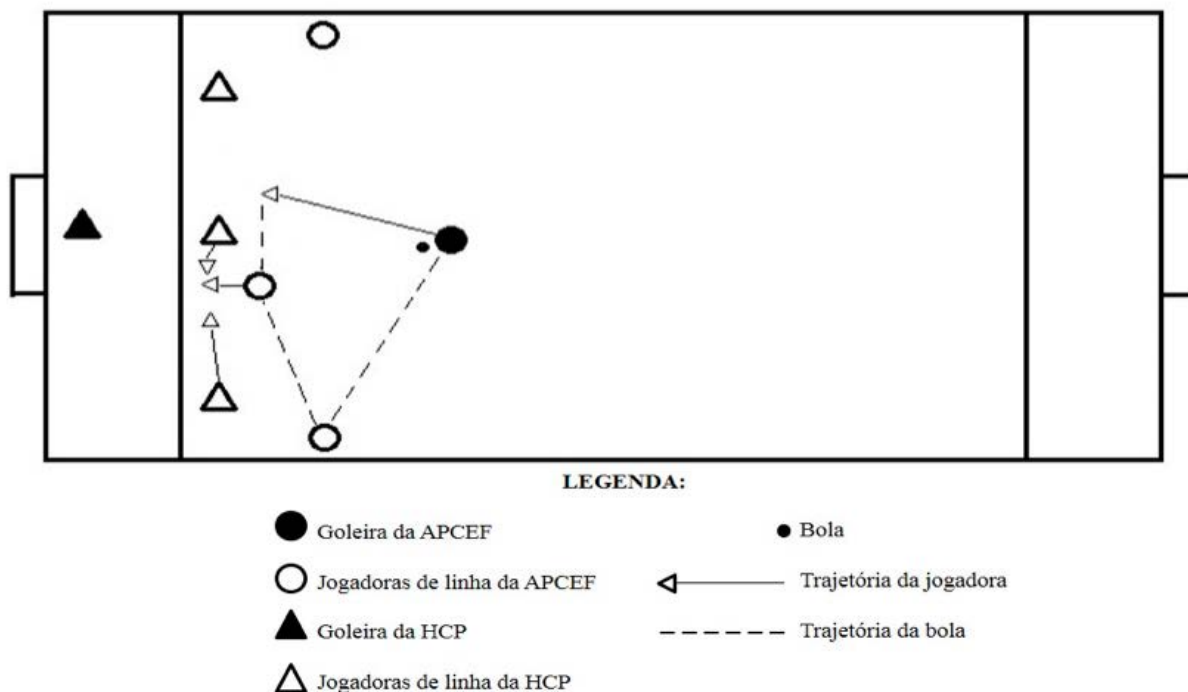 LEGENDA:
Goleira da APCEF
Bola
Jogadoras de linha da APCEF
Trajetória da jogadora
Goleira da HCP
Trajetória da bola
Jogadoras de linha da HCP